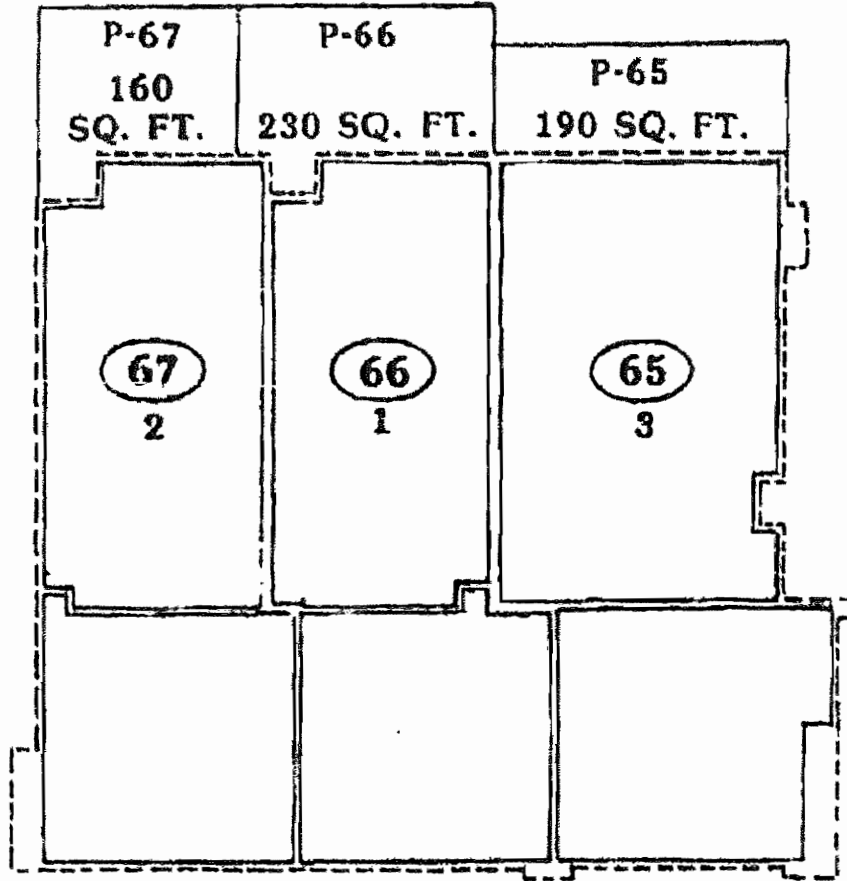 P-67
160
SQ. FT.
P-66
230 SQ. FT.
P-65
190 SQ. FT.
67
2
66
1
65
3